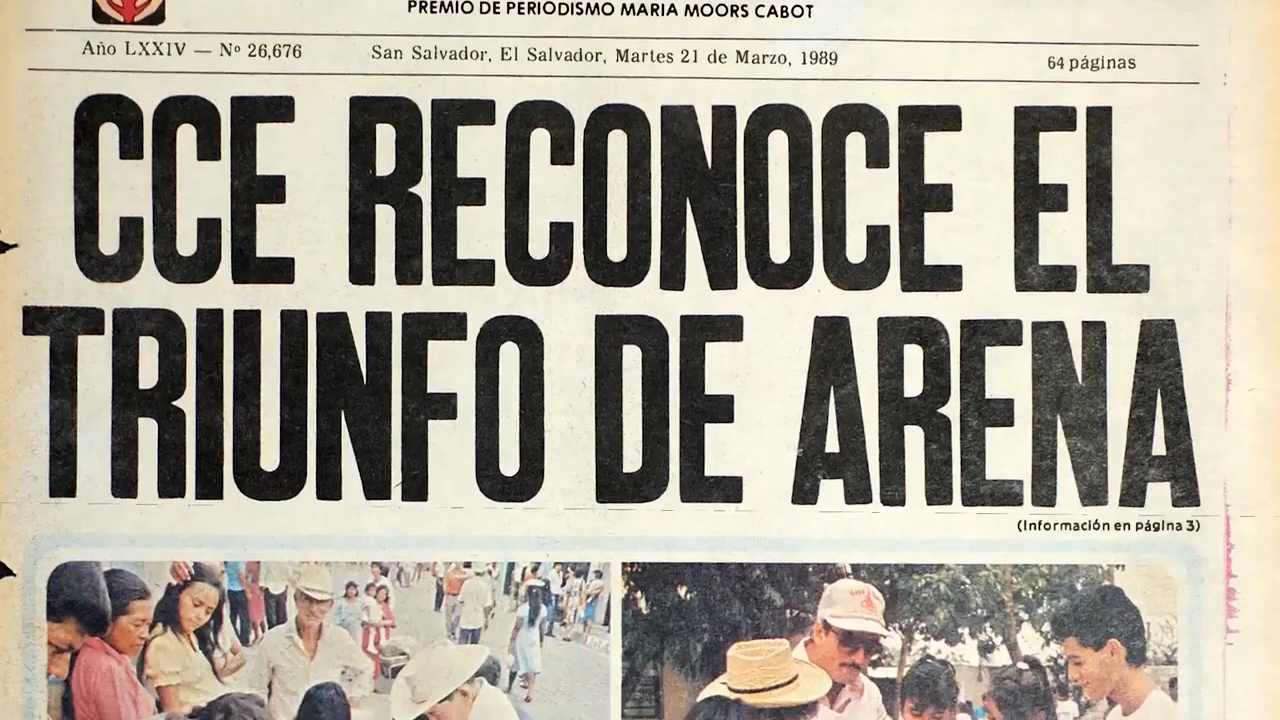 PREMIO DE PERIODISMO MARIA MOORS CABOT
Año LXXIV — Nº 26,676 San Salvador, El Salvador, Martes 21 de Marzo, 1989 64 páginas
CCE RECONOCE EL
TRIUNFO DE ARENA
(Información en página 3)